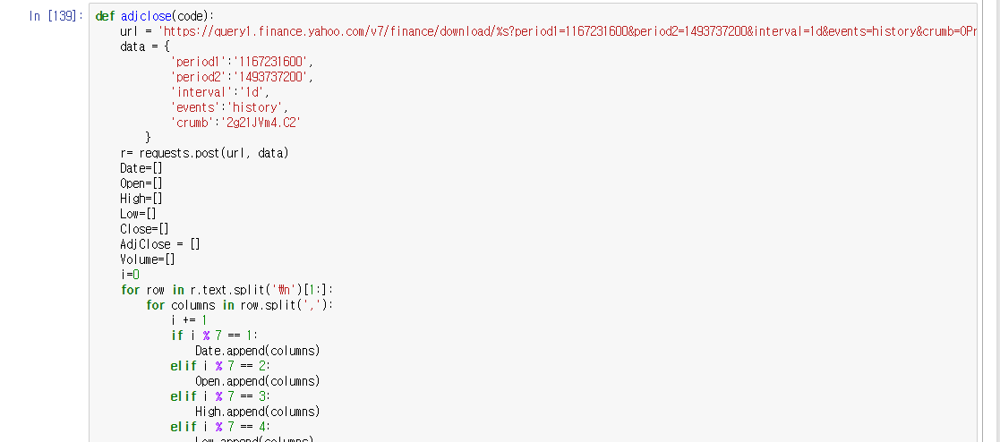 In [139]: def adjclose(code):
url = 'https://query1.finance.yahoo.com/v7/finance/download/%s?period1=1167231600&period2=1493737200&interval=1d&events=history&crumb=OPr
data = {
'period1':'1167231600',
'period2':'1493737200',
'interval':'1d',
'events':'history',
'crumb':'2g21JVm4.C2'
}
r= requests.post(url, data)
Date=[]
Open=[]
High=[]
Low=[]
Close=[]
AdjClose = []
Volume=[]
i=0
for row in r.text.split('₩n')[1:]:
for columns in row.split(','):
i += 1
if i % 7 == 1:
Date.append(columns)
elif i % 7 == 2:
Open.append(columns)
elif i % 7 == 3:
High.append(columns)
elif i % 7 == 4:
Low.append(columns)